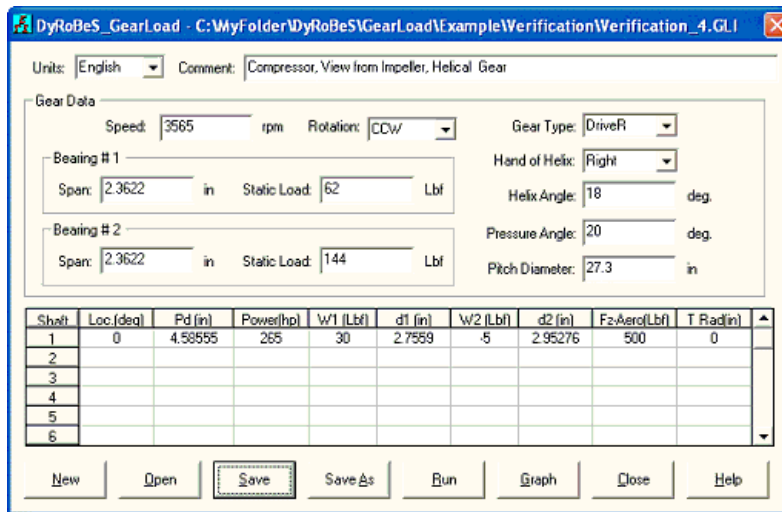 DyRoBeS_GearLoad - C:\MyFolder\DyRoBeS\GearLoad\Example\Verification\Verification_4.GLI
Units: English Comment: Compressor, View from Impeller, Helical Gear
Gear Data
Speed: 3565 rpm Rotation: CCW Gear Type: DriveR
Bearing # 1 Hand of Helix: Right
Span: 2.3622 in Static Load: 62 Lbf Helix Angle: 18 deg.
Bearing # 2 Pressure Angle: 20 deg.
Span: 2.3622 in Static Load: 144 Lbf Pitch Diameter: 27.3 in
Shaft Loc.(deg) Pd (in) Power(hp) W1 (Lbf) d1 (in) W2 (Lbf) d2 (in) Fz-Aero(Lbf) T Rad(in)
1 0 4.58555 265 30 2.7559 -5 2.95276 500 0
2
3
4
5
6
New Open Save Save As Run Graph Close Help